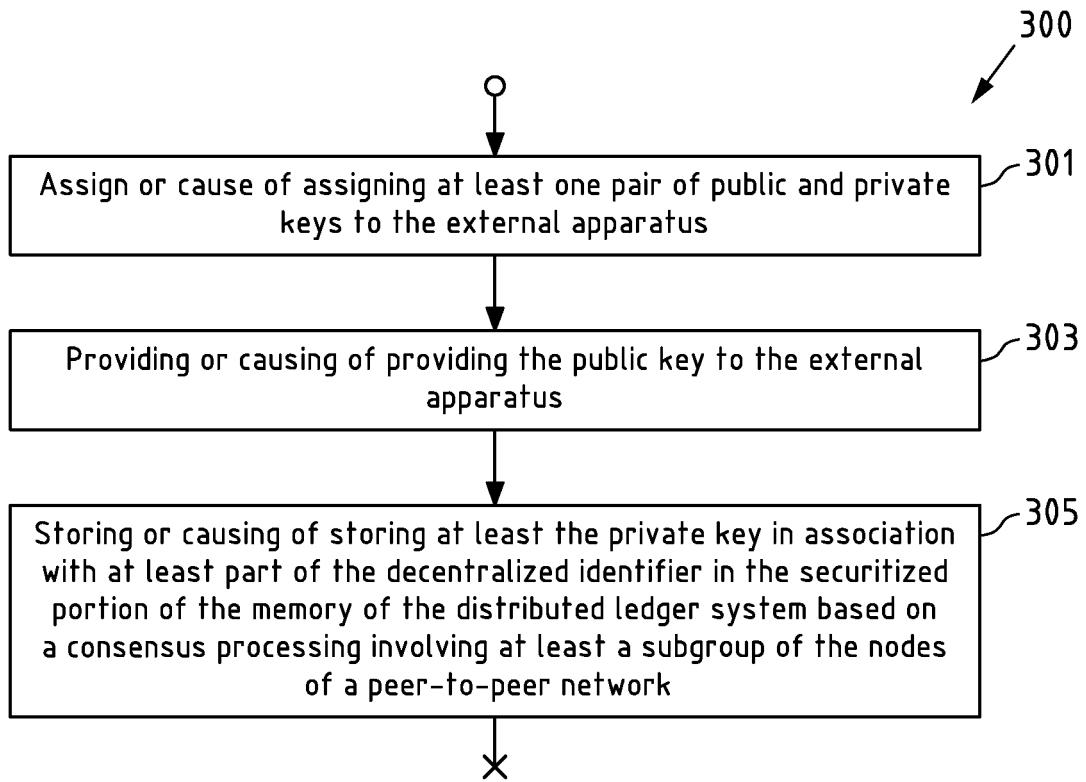 300
301
Assign or cause of assigning at least one pair of public and private
keys to the external apparatus
303
Providing or causing of providing the public key to the external
apparatus
305
Storing or causing of storing at least the private key in association
with at least part of the decentralized identifier in the securitized
portion of the memory of the distributed ledger system based on
a consensus processing involving at least a subgroup of the nodes
of a peer-to-peer network